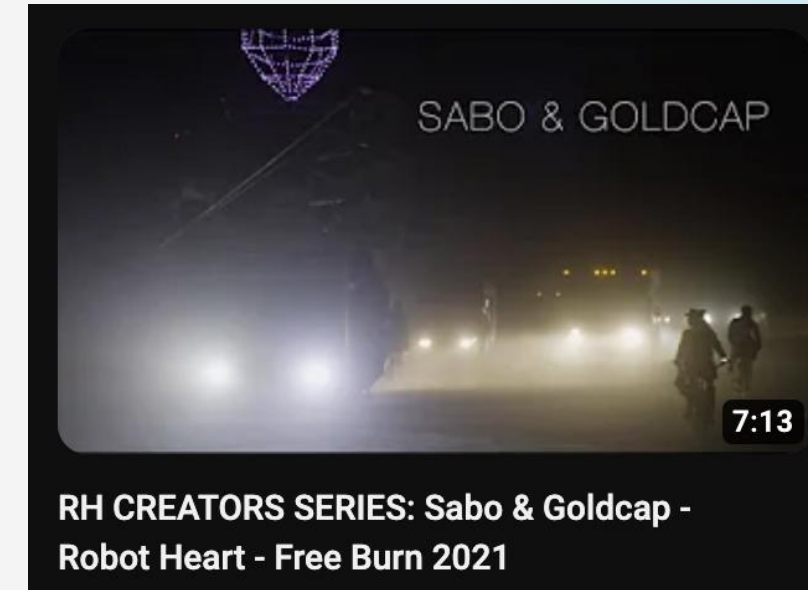 SABO & GOLDCAP
7:13
RH CREATORS SERIES: Sabo & Goldcap -
Robot Heart - Free Burn 2021